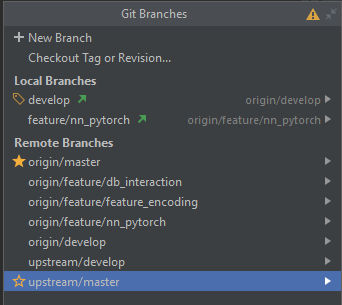 Git Branches
New Branch
Checkout Tag or Revision...
Local Branches
develop origin/develop
feature/nn_pytorch origin/feature/nn_pytorch
Remote Branches
origin/master
origin/feature/db_interaction
origin/feature/feature_encoding
origin/feature/nn_pytorch
origin/develop
upstream/develop
upstream/master